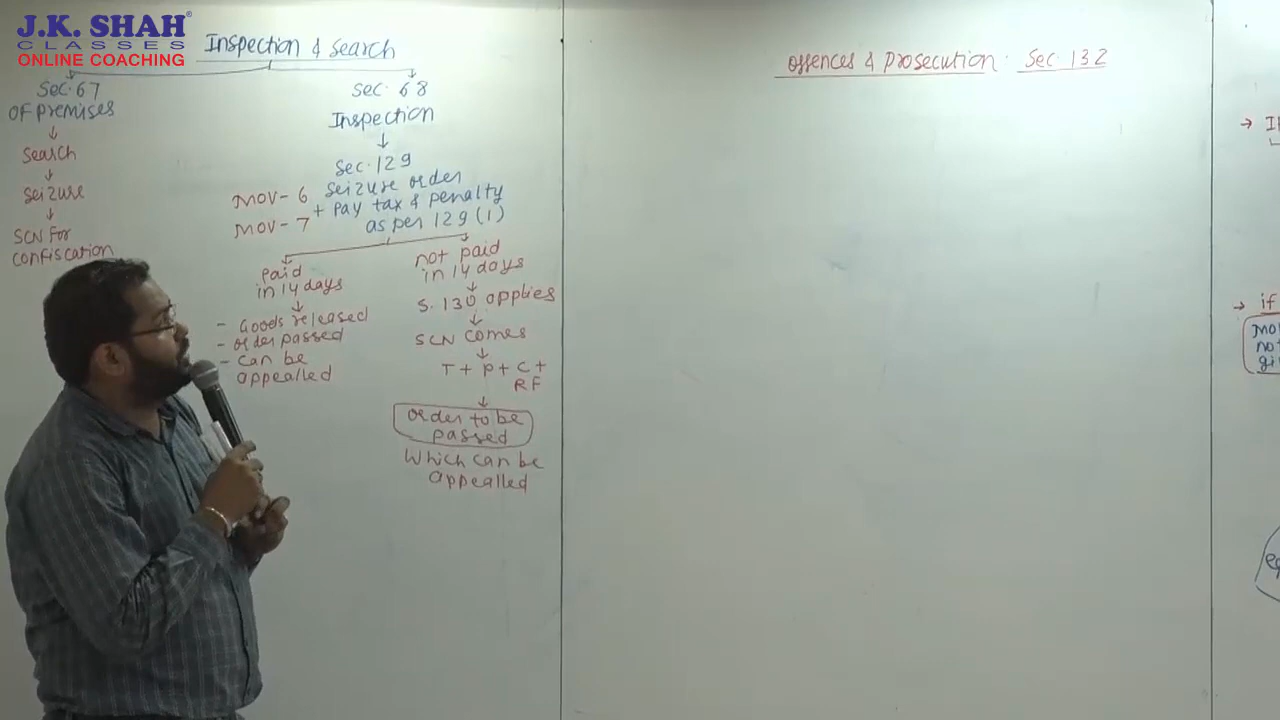 J.K. SHAH®
CLASSES
ONLINE COACHING
Inspection & Search
Sec. 67
OF premises
↓
Search
↓
Seizure
↓
SCN for
confiscation
Sec. 68
Inspection
↓
Sec. 129
MOV-6 Seizure order
MOV-7 + Pay tax & penalty
as per 129(1)
paid
in 14 days
↓
- Goods released
- order passed
- can be
appealled
not paid
in 14 days
↓
S. 130 applies
↓
SCN comes
↓
T + P + C +
RF
↓
order to be
passed
which can be
appealled
offences & prosecution. Sec. 132
→
→ if